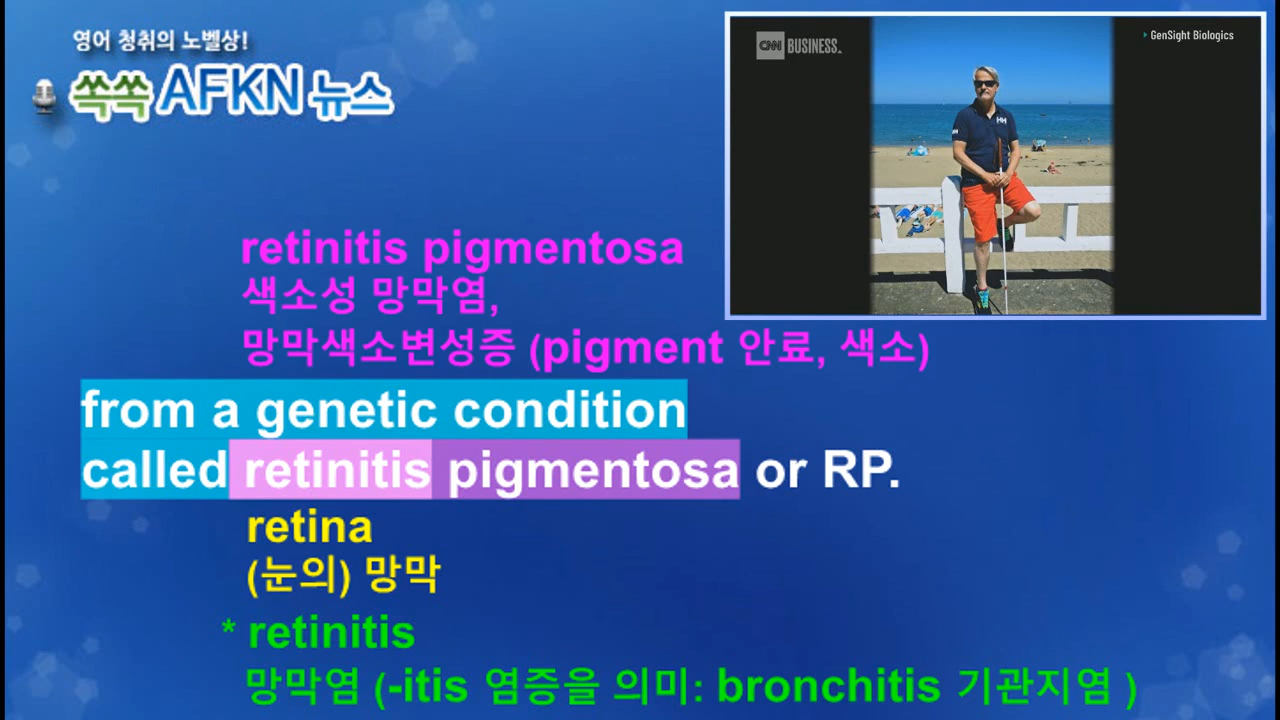 영어 청취의 노벨상!
쏙쏙 AFKN 뉴스
CNN BUSINESS
GenSight Biologics
HH
retinitis pigmentosa
색소성 망막염,
망막색소변성증 (pigment 안료, 색소)
from a genetic condition
called retinitis pigmentosa or RP.
retina
(눈의) 망막
* retinitis
망막염 (-itis 염증을 의미: bronchitis 기관지염 )